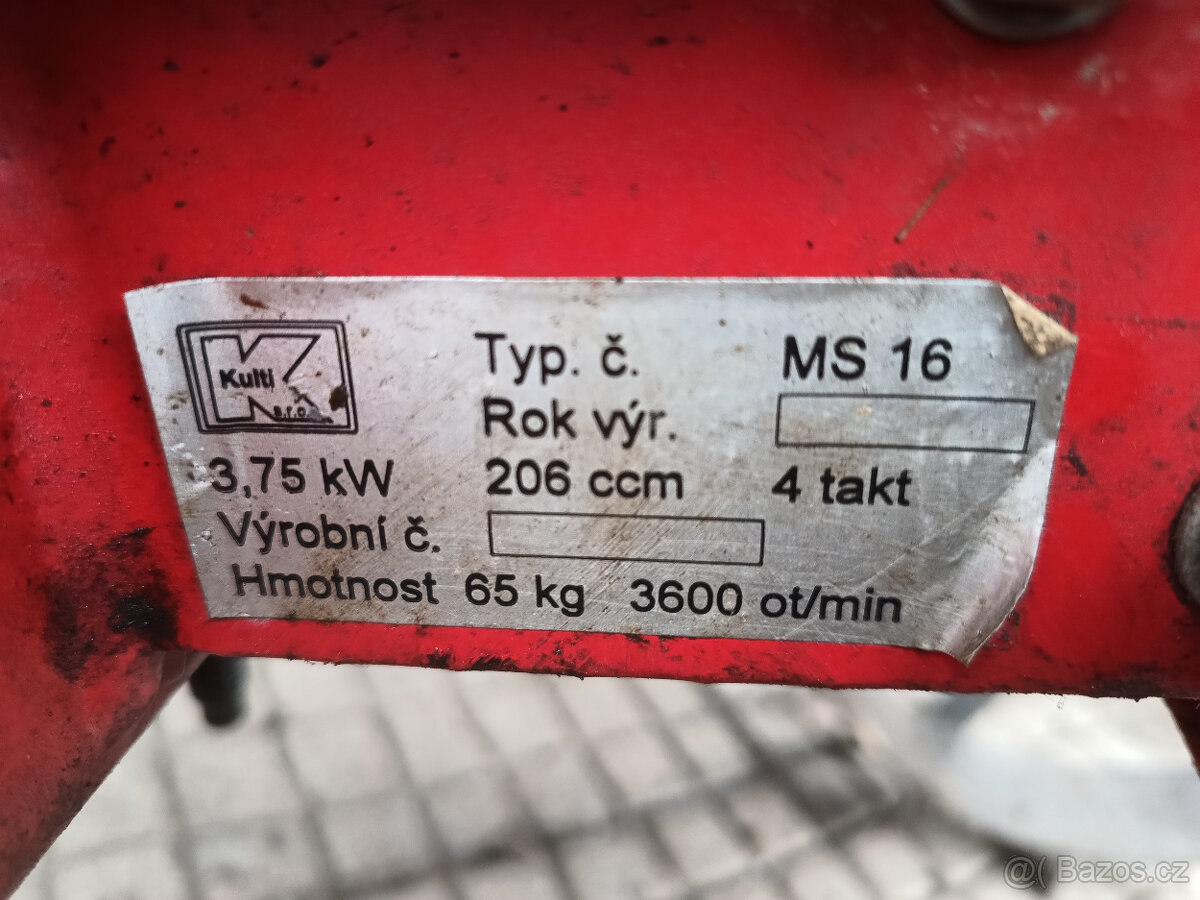 Kulti
s.r.o.
Typ. č. MS 16
Rok výr.
3,75 kW 206 ccm 4 takt
Výrobní č.
Hmotnost 65 kg 3600 ot/min
@( Bazos.cz